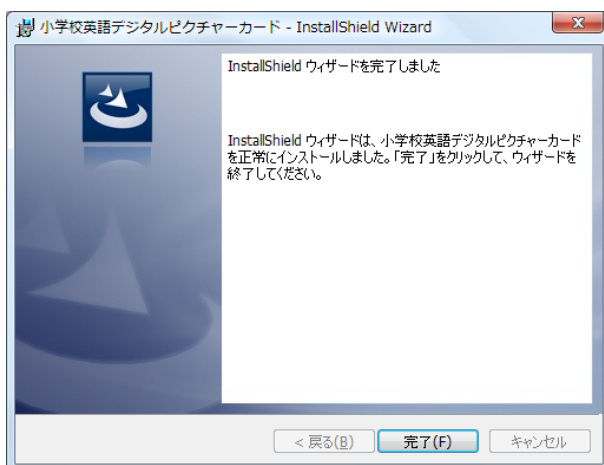 小学校英語デジタルピクチャーカード - InstallShield Wizard
InstallShield ウィザードを完了しました
InstallShield ウィザードは、小学校英語デジタルピクチャーカード
を正常にインストールしました。「完了」をクリックして、ウィザードを
終了してください。
< 戻る(B) 完了(F) キャンセル